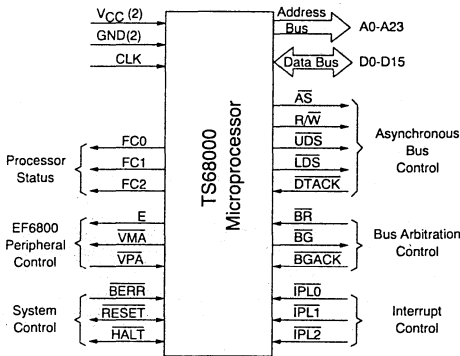 VCC (2)
GND(2)
CLK
Address
Bus
A0-A23
Data Bus
D0-D15
TS68000
Microprocessor
AS
R/W
UDS
LDS
DTACK
Asynchronous
Bus
Control
Processor
Status
FC0
FC1
FC2
EF6800
Peripheral
Control
E
VMA
VPA
BR
BG
BGACK
Bus Arbitration
Control
System
Control
BERR
RESET
HALT
IPL0
IPL1
IPL2
Interrupt
Control